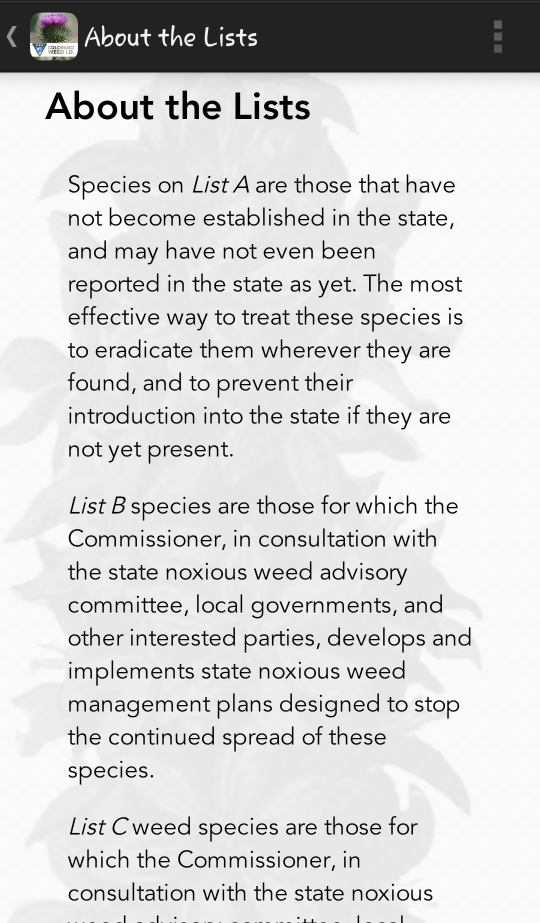 About the Lists
COLORADO
WEED I.D.
About the Lists
Species on List A are those that have
not become established in the state,
and may have not even been
reported in the state as yet. The most
effective way to treat these species is
to eradicate them wherever they are
found, and to prevent their
introduction into the state if they are
not yet present.
List B species are those for which the
Commissioner, in consultation with
the state noxious weed advisory
committee, local governments, and
other interested parties, develops and
implements state noxious weed
management plans designed to stop
the continued spread of these
species.
List C weed species are those for
which the Commissioner, in
consultation with the state noxious
weed advisory committee, local